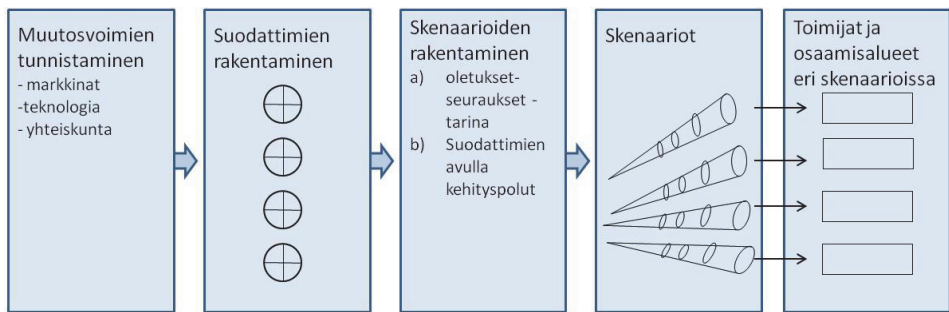 Muutosvoimien
tunnistaminen
- markkinat
-teknologia
- yhteiskunta
Suodattimien
rakentaminen
Skenaarioiden
rakentaminen
a) oletukset-
seuraukset -
tarina
b) Suodattimien
avulla
kehityspolut
Skenaariot
Toimijat ja
osaamisalueet
eri skenaarioissa